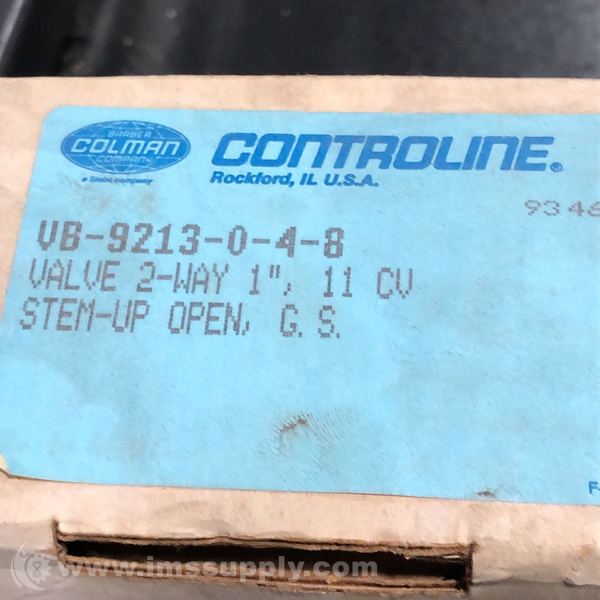 BARBER
COLMAN
COMPANY
a Siebe company
CONTROLINE®
Rockford, IL U.S.A.
9346
VB-9213-0-4-8
VALVE 2-WAY 1", 11 CV
STEM-UP OPEN, G.S.
F-
www.imssupply.com